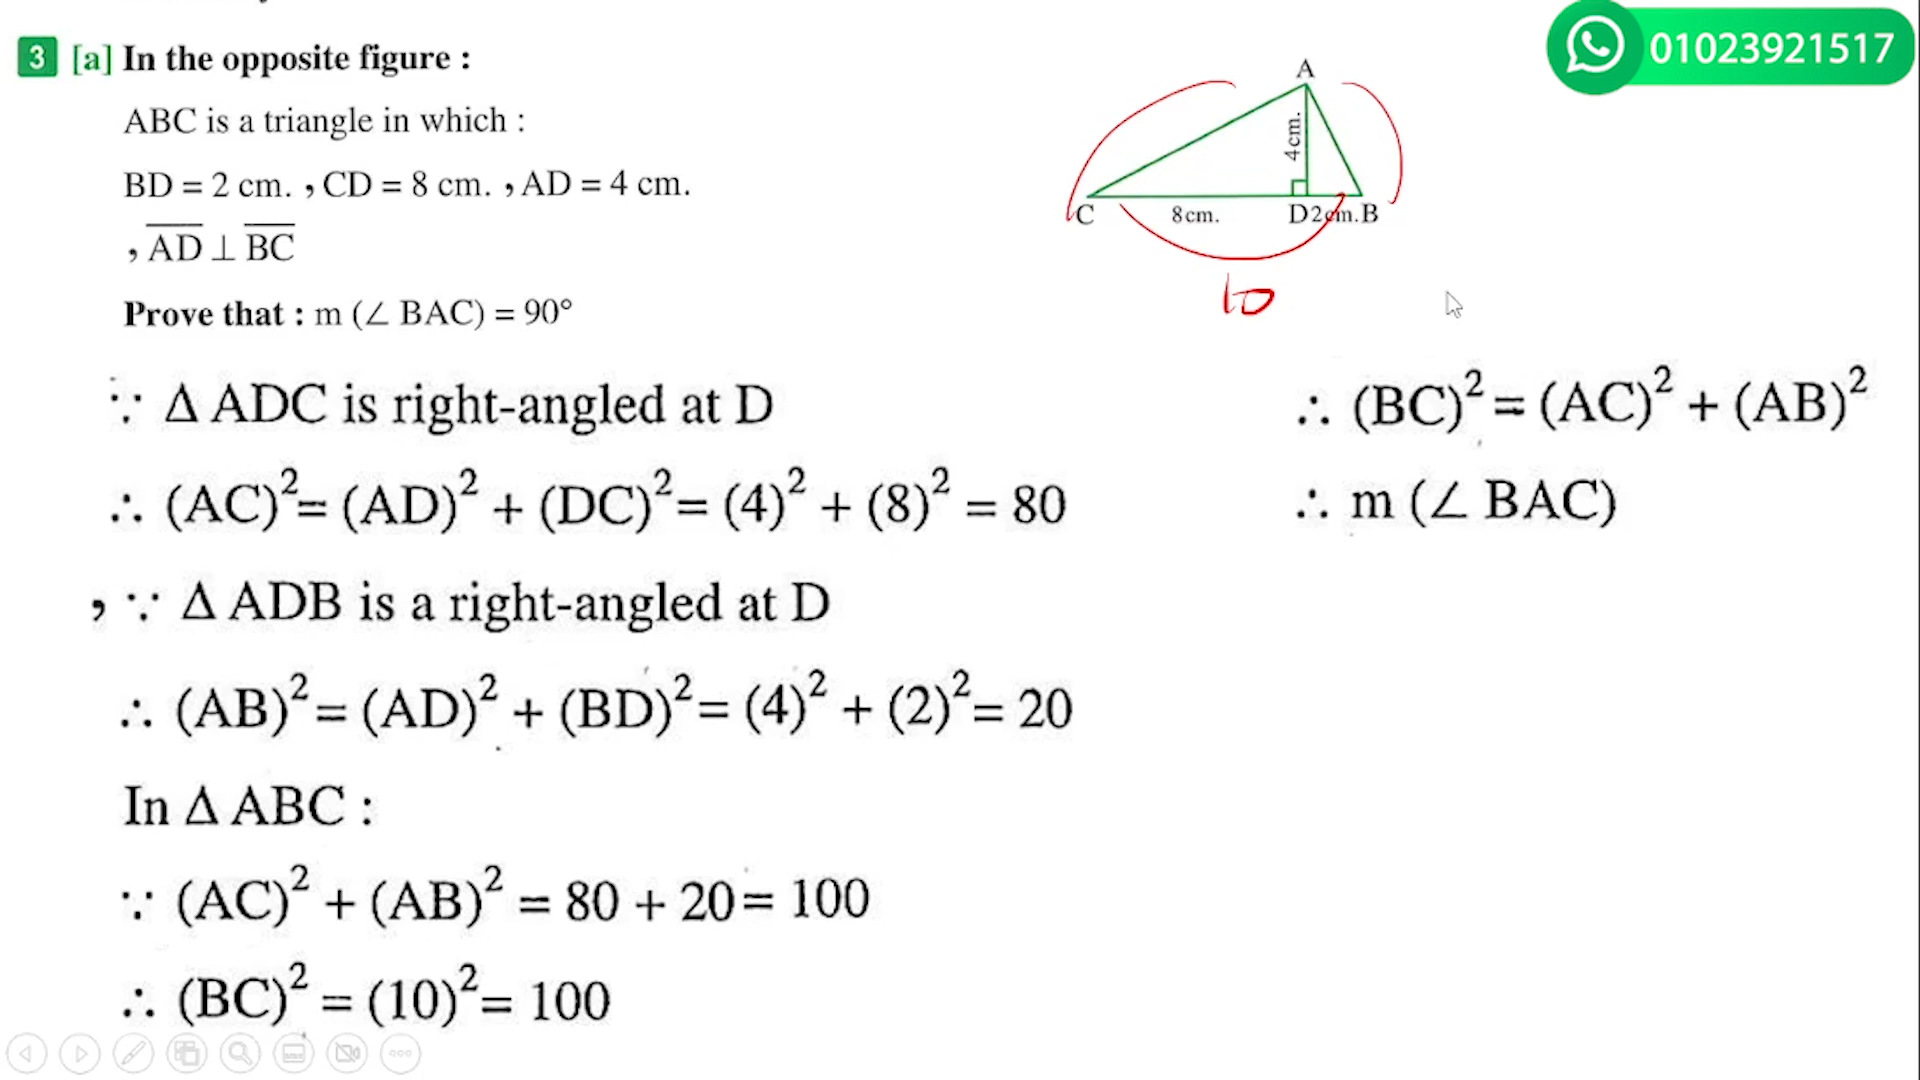 01023921517
3 [a] In the opposite figure :
ABC is a triangle in which :
BD = 2 cm. , CD = 8 cm. , AD = 4 cm.
, A̅D̅ ⊥ B̅C̅
Prove that : m (∠ BAC) = 90°
A
4cm.
C 8cm. D 2cm. B
10
∵ Δ ADC is right-angled at D
∴ (AC)² = (AD)² + (DC)² = (4)² + (8)² = 80
, ∵ Δ ADB is a right-angled at D
∴ (AB)² = (AD)² + (BD)² = (4)² + (2)² = 20
In Δ ABC :
∵ (AC)² + (AB)² = 80 + 20 = 100
∴ (BC)² = (10)² = 100
∴ (BC)² = (AC)² + (AB)²
∴ m (∠ BAC)